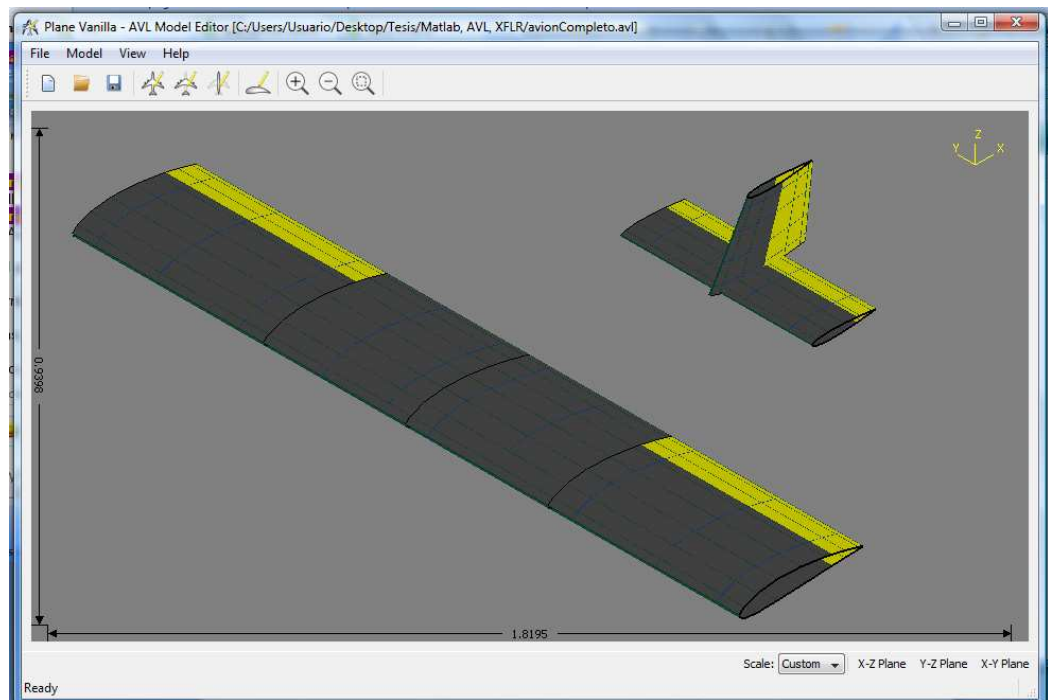 Plane Vanilla - AVL Model Editor [C:/Users/Usuario/Desktop/Tesis/Matlab, AVL, XFLR/avionCompleto.avl]
File Model View Help
Z
Y X
0.9398
1.8195
Scale: Custom X-Z Plane Y-Z Plane X-Y Plane
Ready